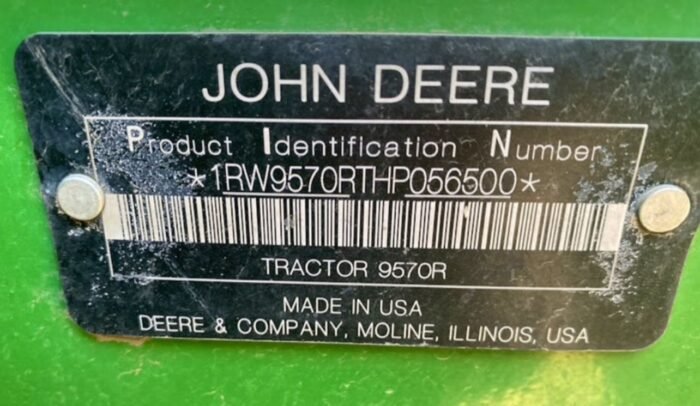 JOHN DEERE
Product Identification Number
*1RW9570RTHP056500*
TRACTOR 9570R
MADE IN USA
DEERE & COMPANY, MOLINE, ILLINOIS, USA